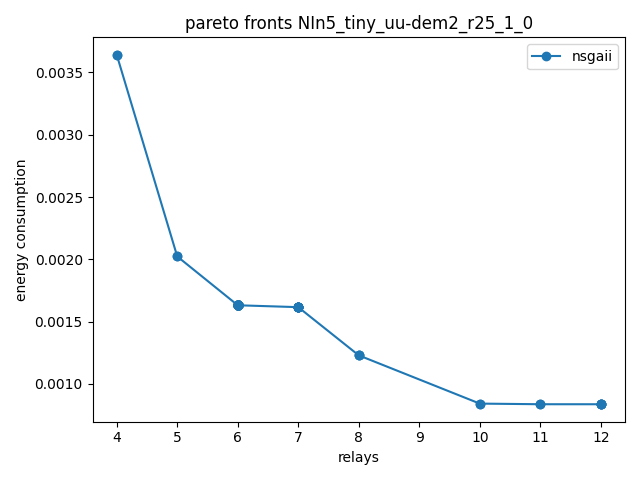 pareto fronts NIn5_tiny_uu-dem2_r25_1_0
nsgaii
energy consumption
0.0035
0.0030
0.0025
0.0020
0.0015
0.0010
4 5 6 7 8 9 10 11 12
relays